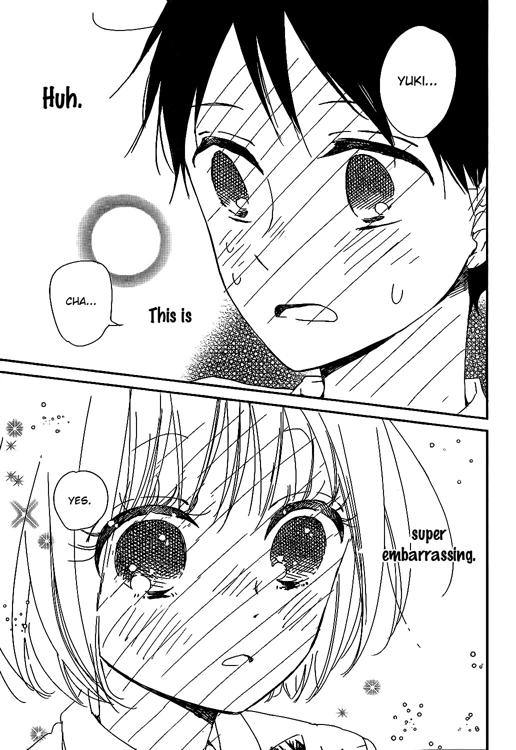 YUKI...
Huh.
This is
CHA...
super
embarrassing.
YES.